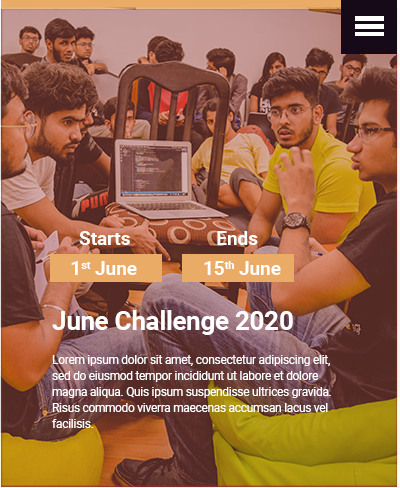 Starts Ends
1st June 15th June
June Challenge 2020
Lorem ipsum dolor sit amet, consectetur adipiscing elit,
sed do eiusmod tempor incididunt ut labore et dolore
magna aliqua. Quis ipsum suspendisse ultrices gravida.
Risus commodo viverra maecenas accumsan lacus vel
facilisis.